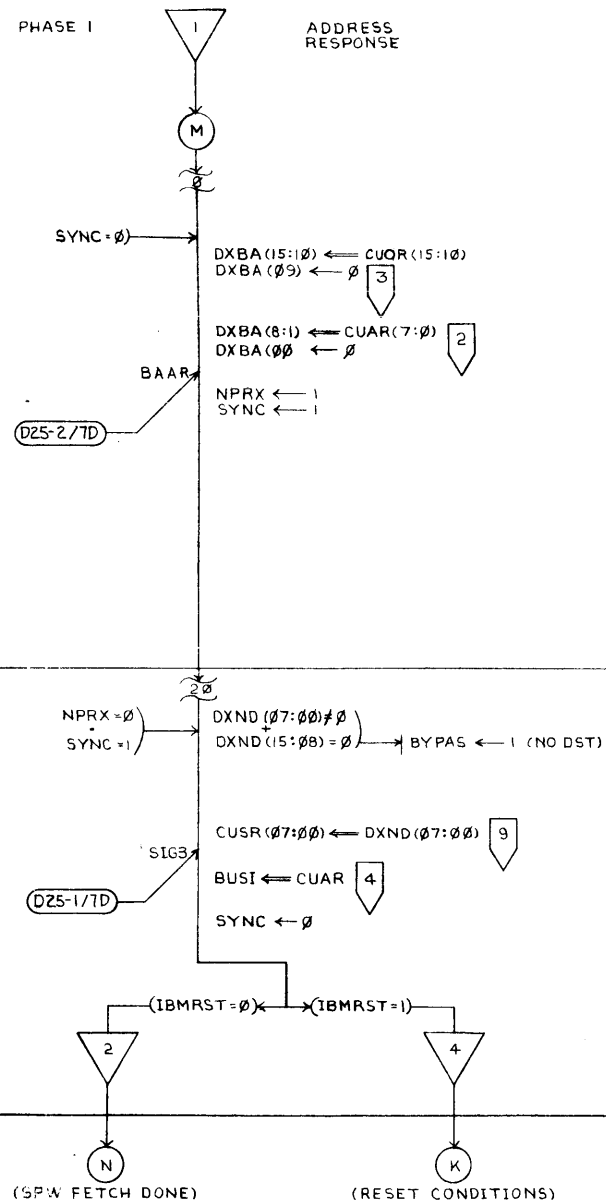 PHASE 1
1
ADDRESS
RESPONSE
M
Ø
SYNC=Ø)
DXBA(15:1Ø) ⟸ CUOR(15:1Ø)
DXBA(Ø9) ← Ø
3
DXBA(8:1) ⟸ CUAR(7:Ø)
DXBA(ØØ ← Ø
2
BAAR
NPRX ← 1
SYNC ← 1
D25-2/7D
2Ø
NPRX=Ø
SYNC=1
DXND(Ø7:ØØ)≠Ø
+
DXND(15:Ø8)=Ø
BYPAS ← 1 (NO DST)
CUSR(Ø7:ØØ) ⟸ DXND(Ø7:ØØ)
9
SIG3
BUSI ⟸ CUAR
4
D25-1/7D
SYNC ← Ø
(IBMRST=Ø)
(IBMRST=1)
2
4
N
K
(SPW FETCH DONE)
(RESET CONDITIONS)